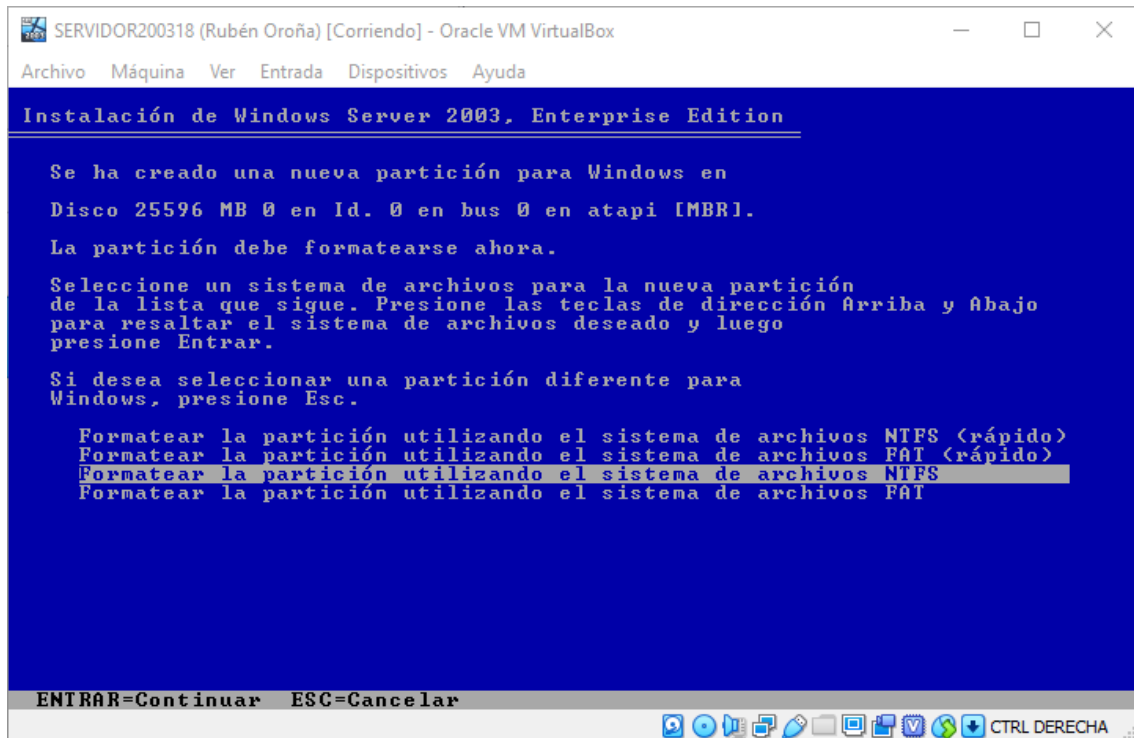 SERVIDOR200318 (Rubén Oroña) [Corriendo] - Oracle VM VirtualBox
Archivo Máquina Ver Entrada Dispositivos Ayuda
Instalación de Windows Server 2003, Enterprise Edition
Se ha creado una nueva partición para Windows en
Disco 25596 MB 0 en Id. 0 en bus 0 en atapi [MBR].
La partición debe formatearse ahora.
Seleccione un sistema de archivos para la nueva partición
de la lista que sigue. Presione las teclas de dirección Arriba y Abajo
para resaltar el sistema de archivos deseado y luego
presione Entrar.
Si desea seleccionar una partición diferente para
Windows, presione Esc.
Formatear la partición utilizando el sistema de archivos NTFS (rápido)
Formatear la partición utilizando el sistema de archivos FAT (rápido)
Formatear la partición utilizando el sistema de archivos NTFS
Formatear la partición utilizando el sistema de archivos FAT
ENTRAR=Continuar ESC=Cancelar
CTRL DERECHA